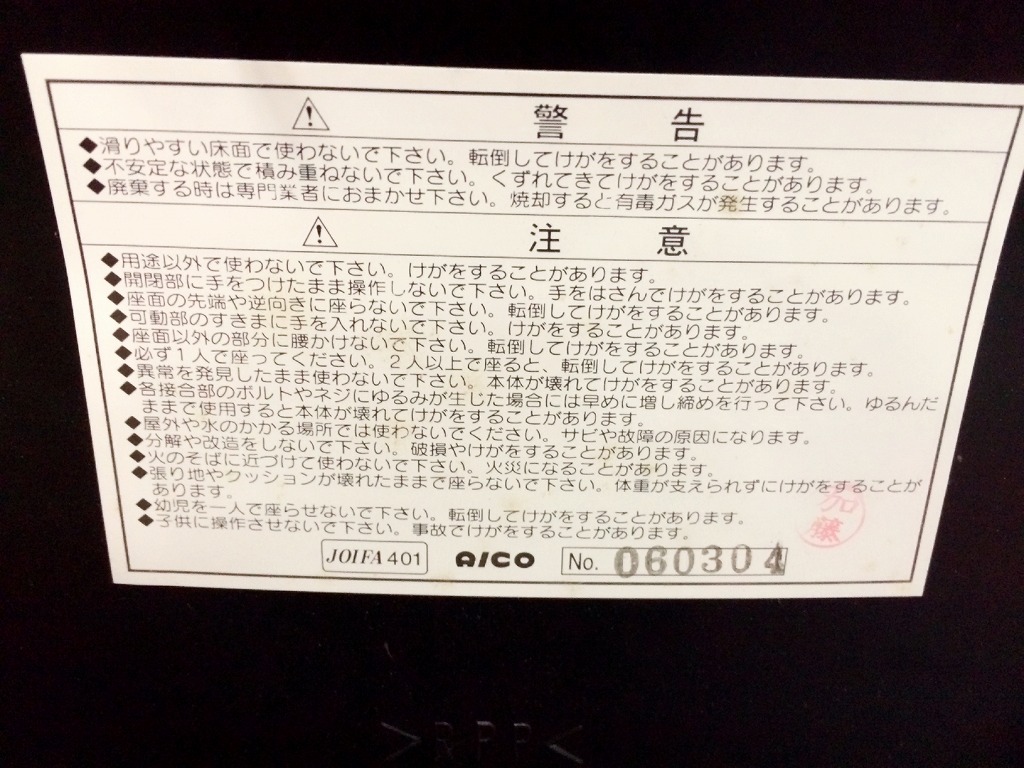 警告
◆滑りやすい床面で使わないで下さい。転倒してけがをすることがあります。
◆不安定な状態で積み重ねないで下さい。くずれてきてけがをすることがあります。
◆廃棄する時は専門業者におまかせ下さい。焼却すると有毒ガスが発生することがあります。
注意
◆用途以外で使わないで下さい。けがをすることがあります。
◆開閉部に手をつけたまま操作しないで下さい。手をはさんでけがをすることがあります。
◆座面の先端や逆向きに座らないで下さい。転倒してけがをすることがあります。
◆可動部のすきまに手を入れないで下さい。けがをすることがあります。
◆座面以外の部分に腰かけないで下さい。転倒してけがをすることがあります。
◆必ず1人で座ってください。2人以上で座ると、転倒してけがをすることがあります。
◆異常を発見したまま使わないで下さい。本体が壊れてけがをすることがあります。
◆各接合部のボルトやネジにゆるみが生じた場合には早めに増し締めを行って下さい。ゆるんだ
ままで使用すると本体が壊れてけがをすることがあります。
◆屋外や水のかかる場所では使わないでください。サビや故障の原因になります。
◆分解や改造をしないで下さい。破損やけがをすることがあります。
◆火のそばに近づけて使わないで下さい。火災になることがあります。
◆張り地やクッションが壊れたままで座らないで下さい。体重が支えられずにけがをすることが
あります。
◆幼児を一人で座らせないで下さい。転倒してけがをすることがあります。
◆子供に操作させないで下さい。事故でけがをすることがあります。
加藤
JOIFA 401 AICO No. 060304
>RPP<